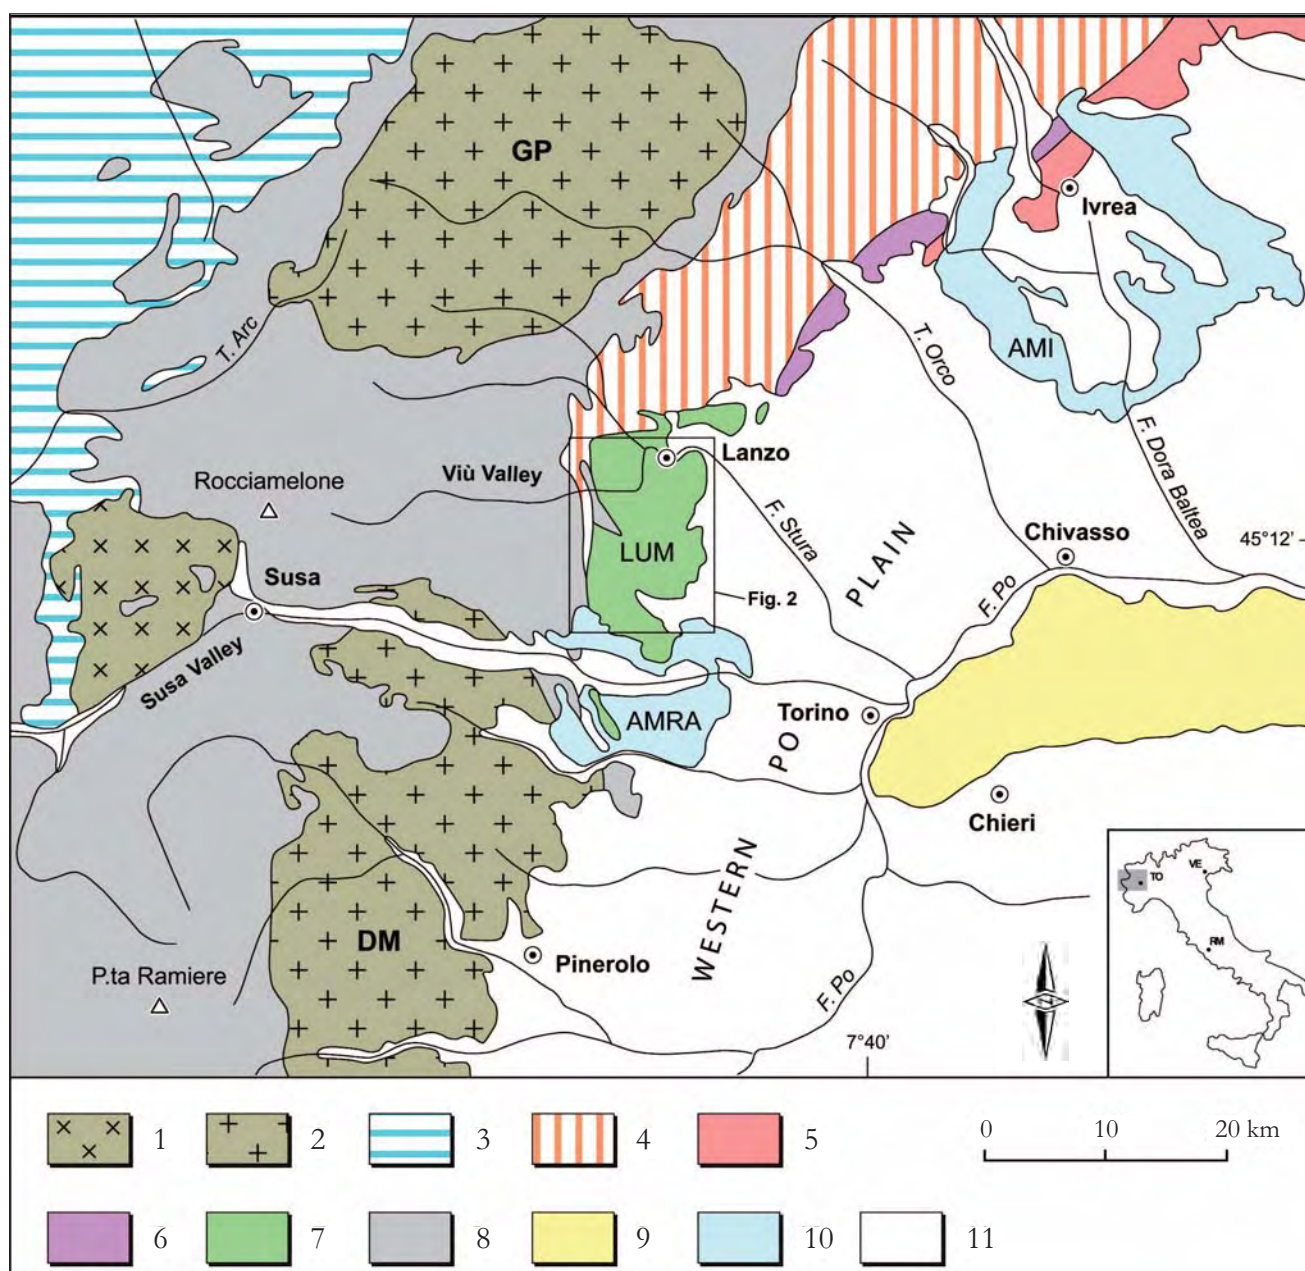 GP
Ivrea
T. Arc
T. Orco
AMI
F. Dora Baltea
Viù Valley
Lanzo
Rocciamelone
F. Stura
PLAIN
Chivasso
45°12'
LUM
Susa
Fig. 2
F. Po
Susa Valley
AMRA
Torino
PO
Chieri
WESTERN
DM
Pinerolo
P.ta Ramiere
F. Po
7°40'
VE
TO
RM
1 2 3 4 5
0 10 20 km
6 7 8 9 10 11